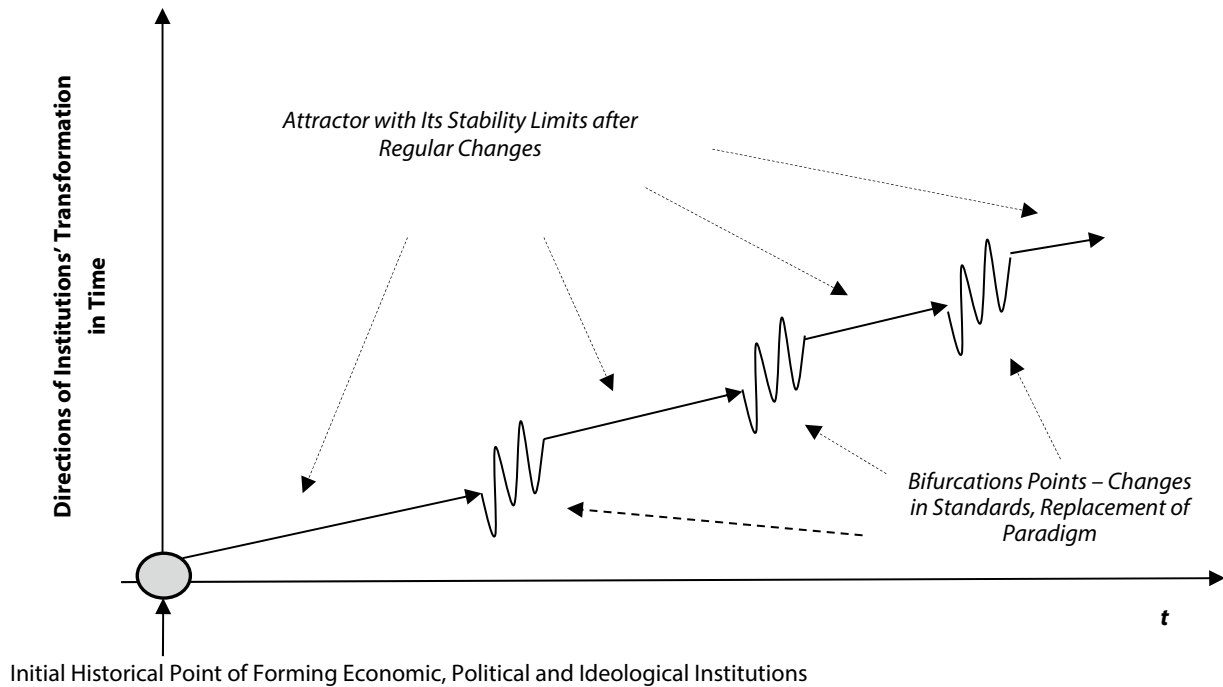 Directions of Institutions’ Transformation
in Time
Attractor with Its Stability Limits after
Regular Changes
Bifurcations Points – Changes
in Standards, Replacement of
Paradigm
t
Initial Historical Point of Forming Economic, Political and Ideological Institutions